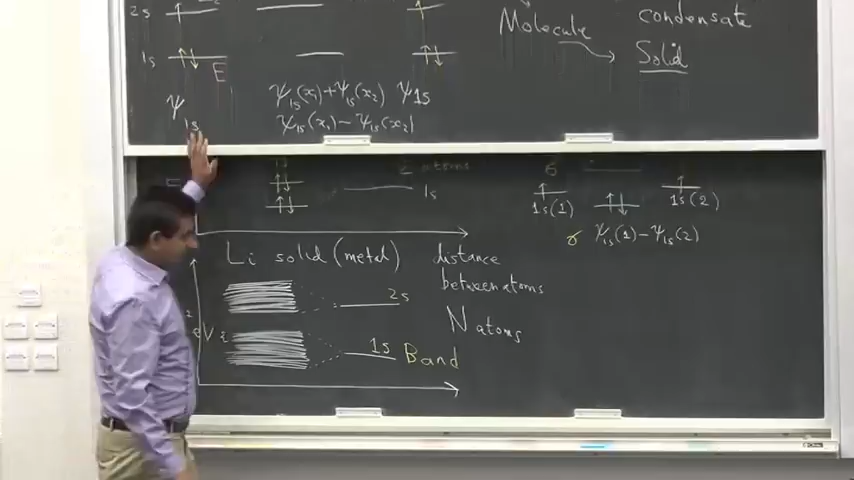 2s
1s
E
ψ1s
ψ1s(x1)+ψ1s(x2) ψ1s
ψ1s(x1)−ψ1s(x2)
Molecule
condensate
Solid
2 atoms
1s
1s(1)
1s(2)
ψ1s(1)−ψ1s(2)
Li solid (metal)
distance
between atoms
N atoms
2s
1s Band
eV